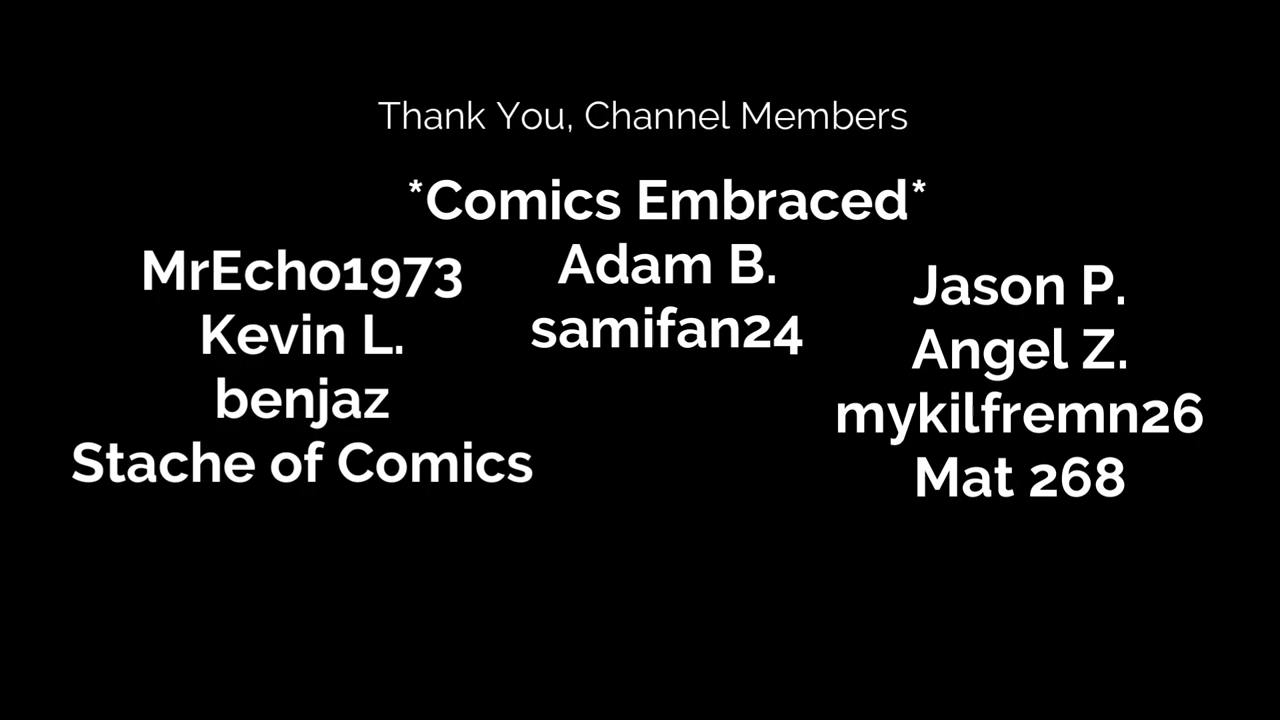 Thank You, Channel Members
*Comics Embraced*
Adam B.
samifan24
MrEcho1973
Kevin L.
benjaz
Stache of Comics
Jason P.
Angel Z.
mykilfremn26
Mat 268